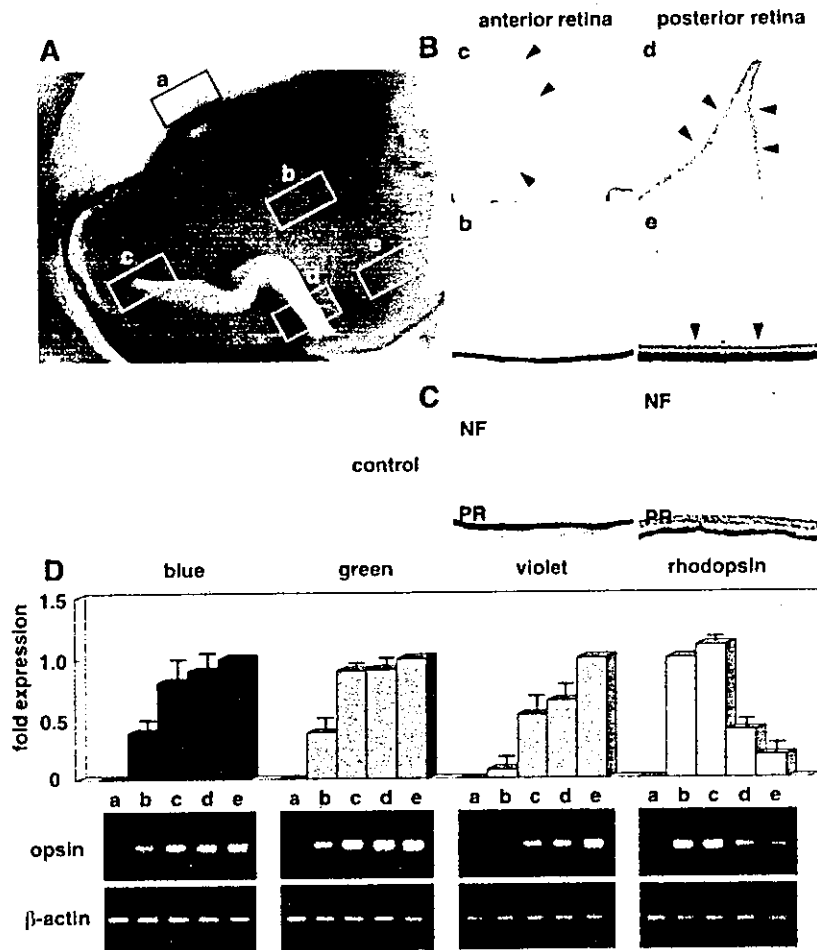 anterior retina
posterior retina
A
B
c
d
a
b
c
d
e
b
e
C
NF
NF
control
PR
PR
D
blue
green
violet
rhodopsin
fold expression
1.5
1.0
0.5
0
a b c d e
a b c d e
a b c d e
a b c d e
opsin
β-actin